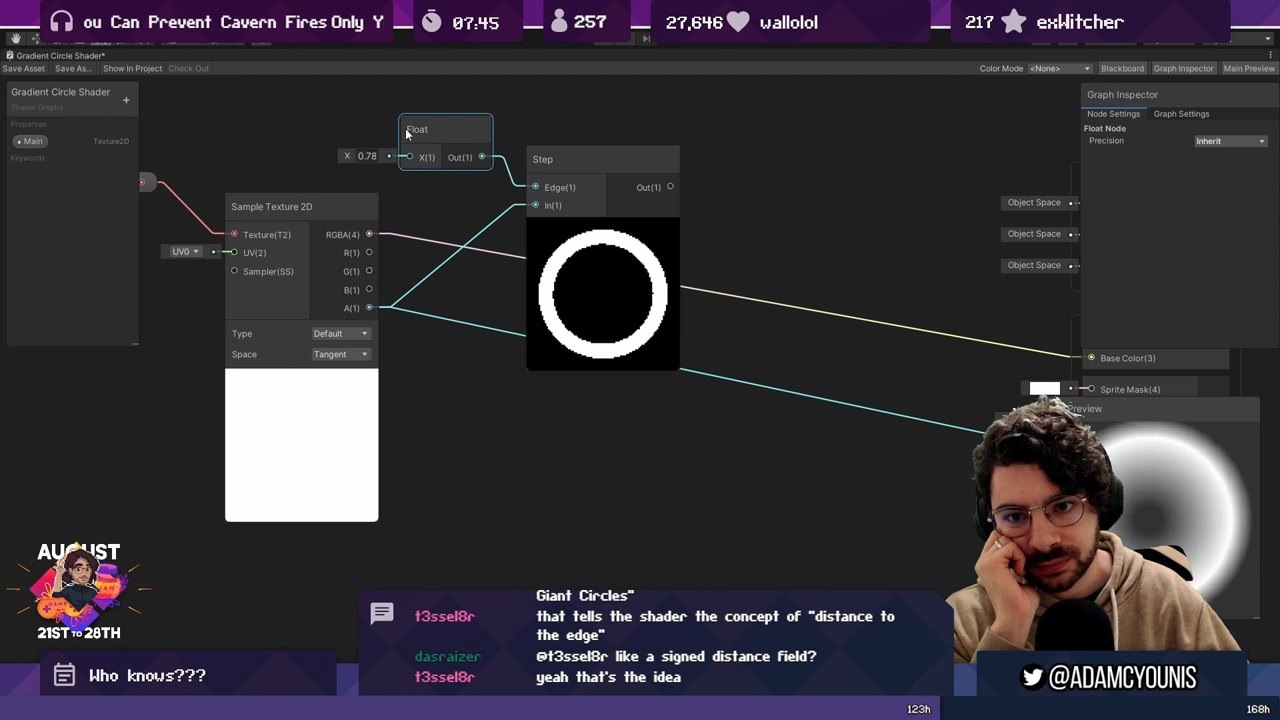 ou Can Prevent Cavern Fires Only Y
07:45
257
27,646
wallolol
217
exWitcher
Gradient Circle Shader*
Save Asset
Save As...
Show In Project
Check Out
Color Mode
<None>
Blackboard
Graph Inspector
Main Preview
Gradient Circle Shader
Shader Graphs
Properties
Main
Texture2D
Keywords
Float
X 0.78
X(1)
Out(1)
Step
Edge(1)
Out(1)
In(1)
Sample Texture 2D
Texture(T2)
RGBA(4)
UV0
UV(2)
R(1)
Sampler(SS)
G(1)
B(1)
A(1)
Type
Default
Space
Tangent
Graph Inspector
Node Settings
Graph Settings
Float Node
Precision
Inherit
Object Space
Object Space
Object Space
Base Color(3)
Sprite Mask(4)
Preview
AUGUST
21ST to 28TH
Giant Circles"
t3ssel8r that tells the shader the concept of "distance to
the edge"
dasraizer @t3ssel8r like a signed distance field?
t3ssel8r yeah that's the idea
Who knows???
@ADAMCYOUNIS
123h
168h